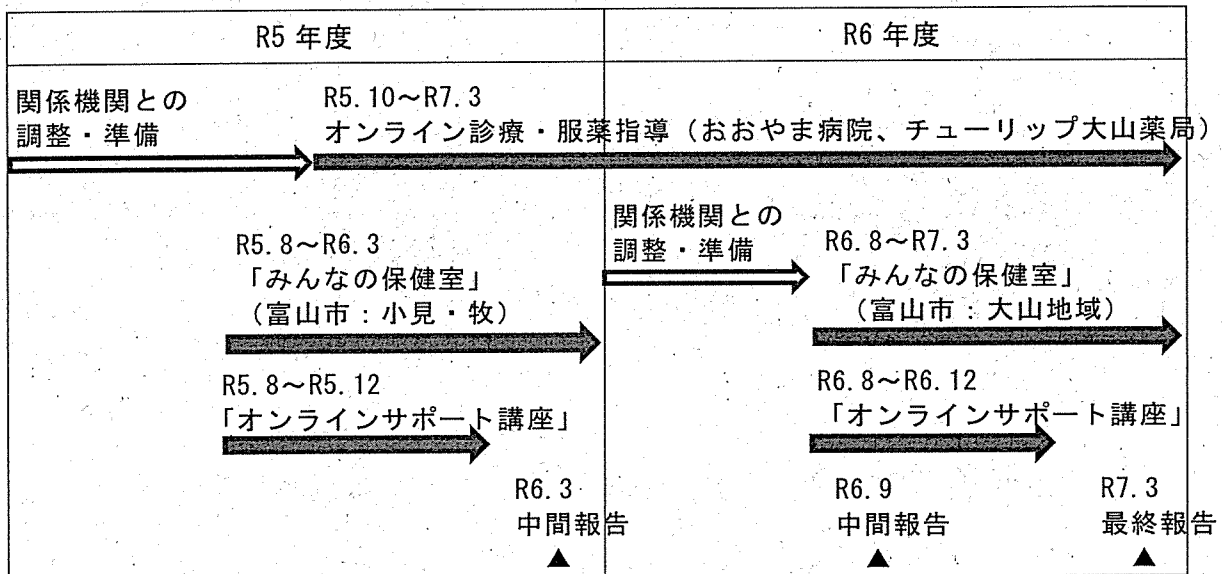 R5 年度
R6 年度
関係機関との
調整・準備
R5.10～R7.3
オンライン診療・服薬指導（おおやま病院、チューリップ大山薬局）
R5.8～R6.3
「みんなの保健室」
（富山市：小見・牧）
関係機関との
調整・準備
R6.8～R7.3
「みんなの保健室」
（富山市：大山地域）
R5.8～R5.12
「オンラインサポート講座」
R6.8～R6.12
「オンラインサポート講座」
R6.3
中間報告
▲
R6.9
中間報告
▲
R7.3
最終報告
▲